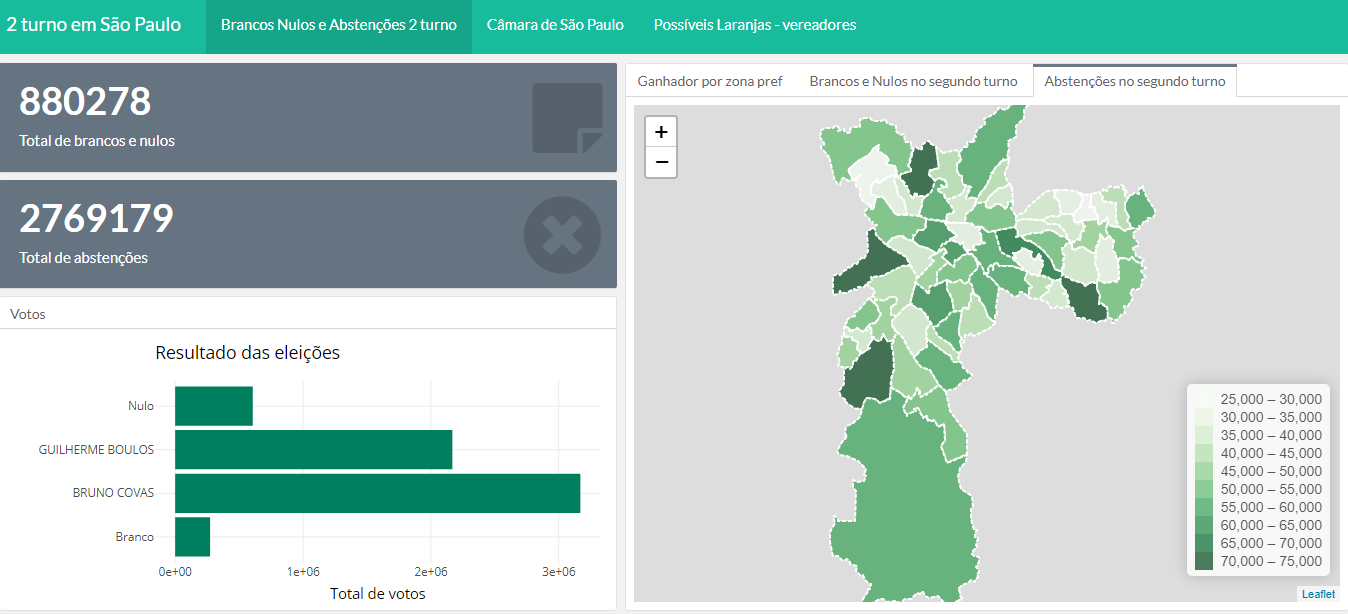 2 turno em São Paulo
Brancos Nulos e Abstenções 2 turno
Câmara de São Paulo
Possíveis Laranjas - vereadores
880278
Total de brancos e nulos
2769179
Total de abstenções
Votos
Resultado das eleições
Nulo
GUILHERME BOULOS
BRUNO COVAS
Branco
0e+00
1e+06
2e+06
3e+06
Total de votos
Ganhador por zona pref
Brancos e Nulos no segundo turno
Abstenções no segundo turno
+
−
25,000 – 30,000
30,000 – 35,000
35,000 – 40,000
40,000 – 45,000
45,000 – 50,000
50,000 – 55,000
55,000 – 60,000
60,000 – 65,000
65,000 – 70,000
70,000 – 75,000
Leaflet